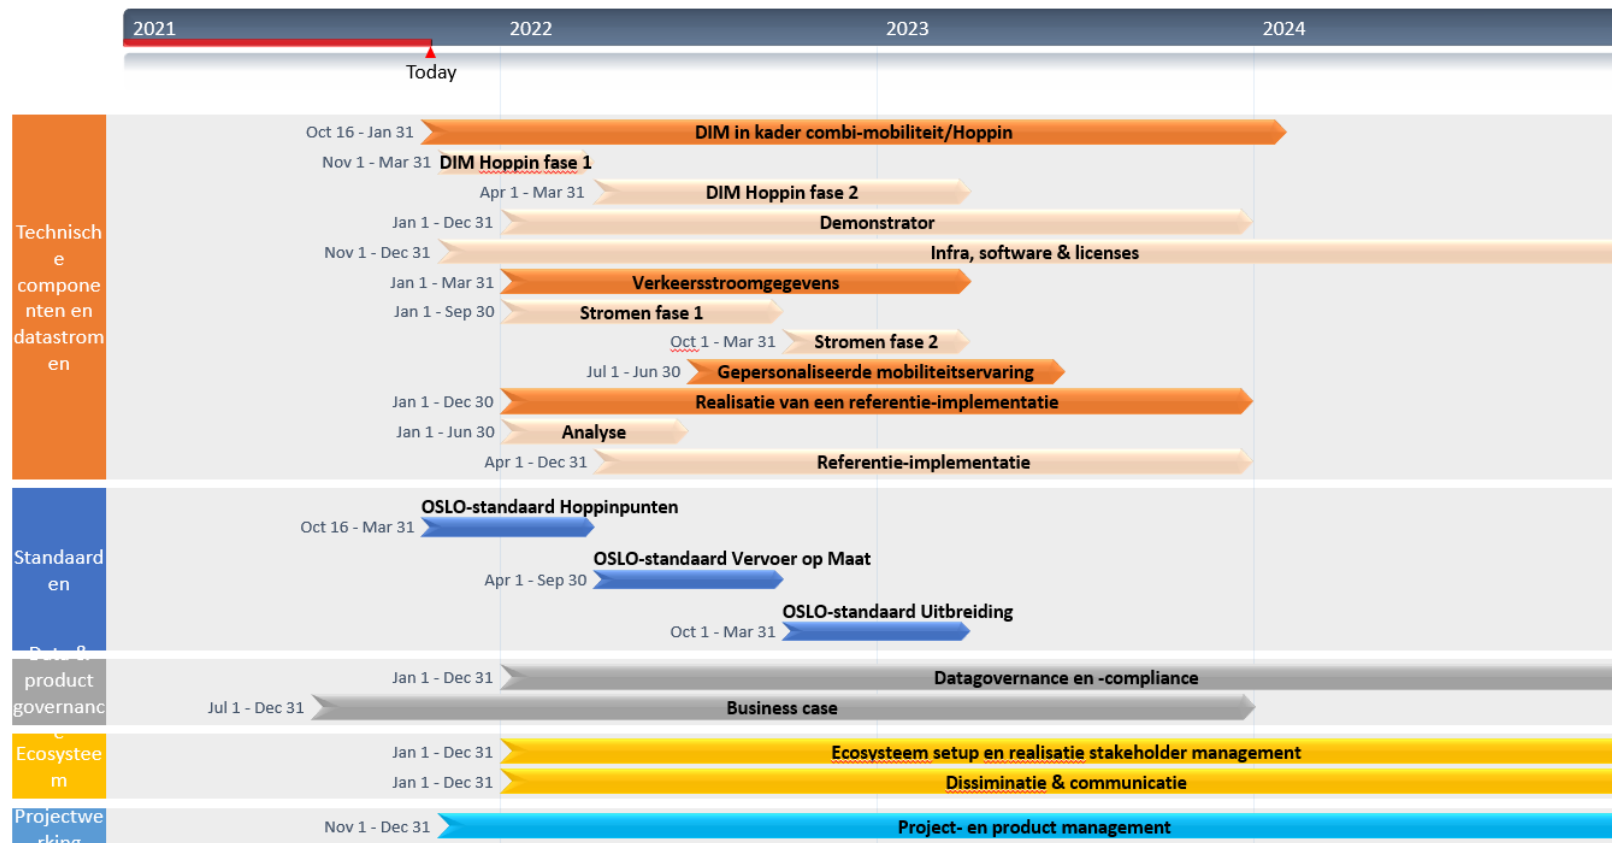 2021 2022 2023 2024
Today
Technisch
e
compone
nten en
datastrom
en
Oct 16 - Jan 31 DIM in kader combi-mobiliteit/Hoppin
Nov 1 - Mar 31 DIM Hoppin fase 1
Apr 1 - Mar 31 DIM Hoppin fase 2
Jan 1 - Dec 31 Demonstrator
Nov 1 - Dec 31 Infra, software & licenses
Jan 1 - Mar 31 Verkeersstroomgegevens
Jan 1 - Sep 30 Stromen fase 1
Oct 1 - Mar 31 Stromen fase 2
Jul 1 - Jun 30 Gepersonaliseerde mobiliteitservaring
Jan 1 - Dec 30 Realisatie van een referentie-implementatie
Jan 1 - Jun 30 Analyse
Apr 1 - Dec 31 Referentie-implementatie
Standaard
en
OSLO-standaard Hoppinpunten
Oct 16 - Mar 31
OSLO-standaard Vervoer op Maat
Apr 1 - Sep 30
OSLO-standaard Uitbreiding
Oct 1 - Mar 31
Data &
product
governanc
e
Jan 1 - Dec 31 Datagovernance en -compliance
Jul 1 - Dec 31 Business case
Ecosystee
m
Jan 1 - Dec 31 Ecosysteem setup en realisatie stakeholder management
Jan 1 - Dec 31 Dissiminatie & communicatie
Projectwe
rking
Nov 1 - Dec 31 Project- en product management